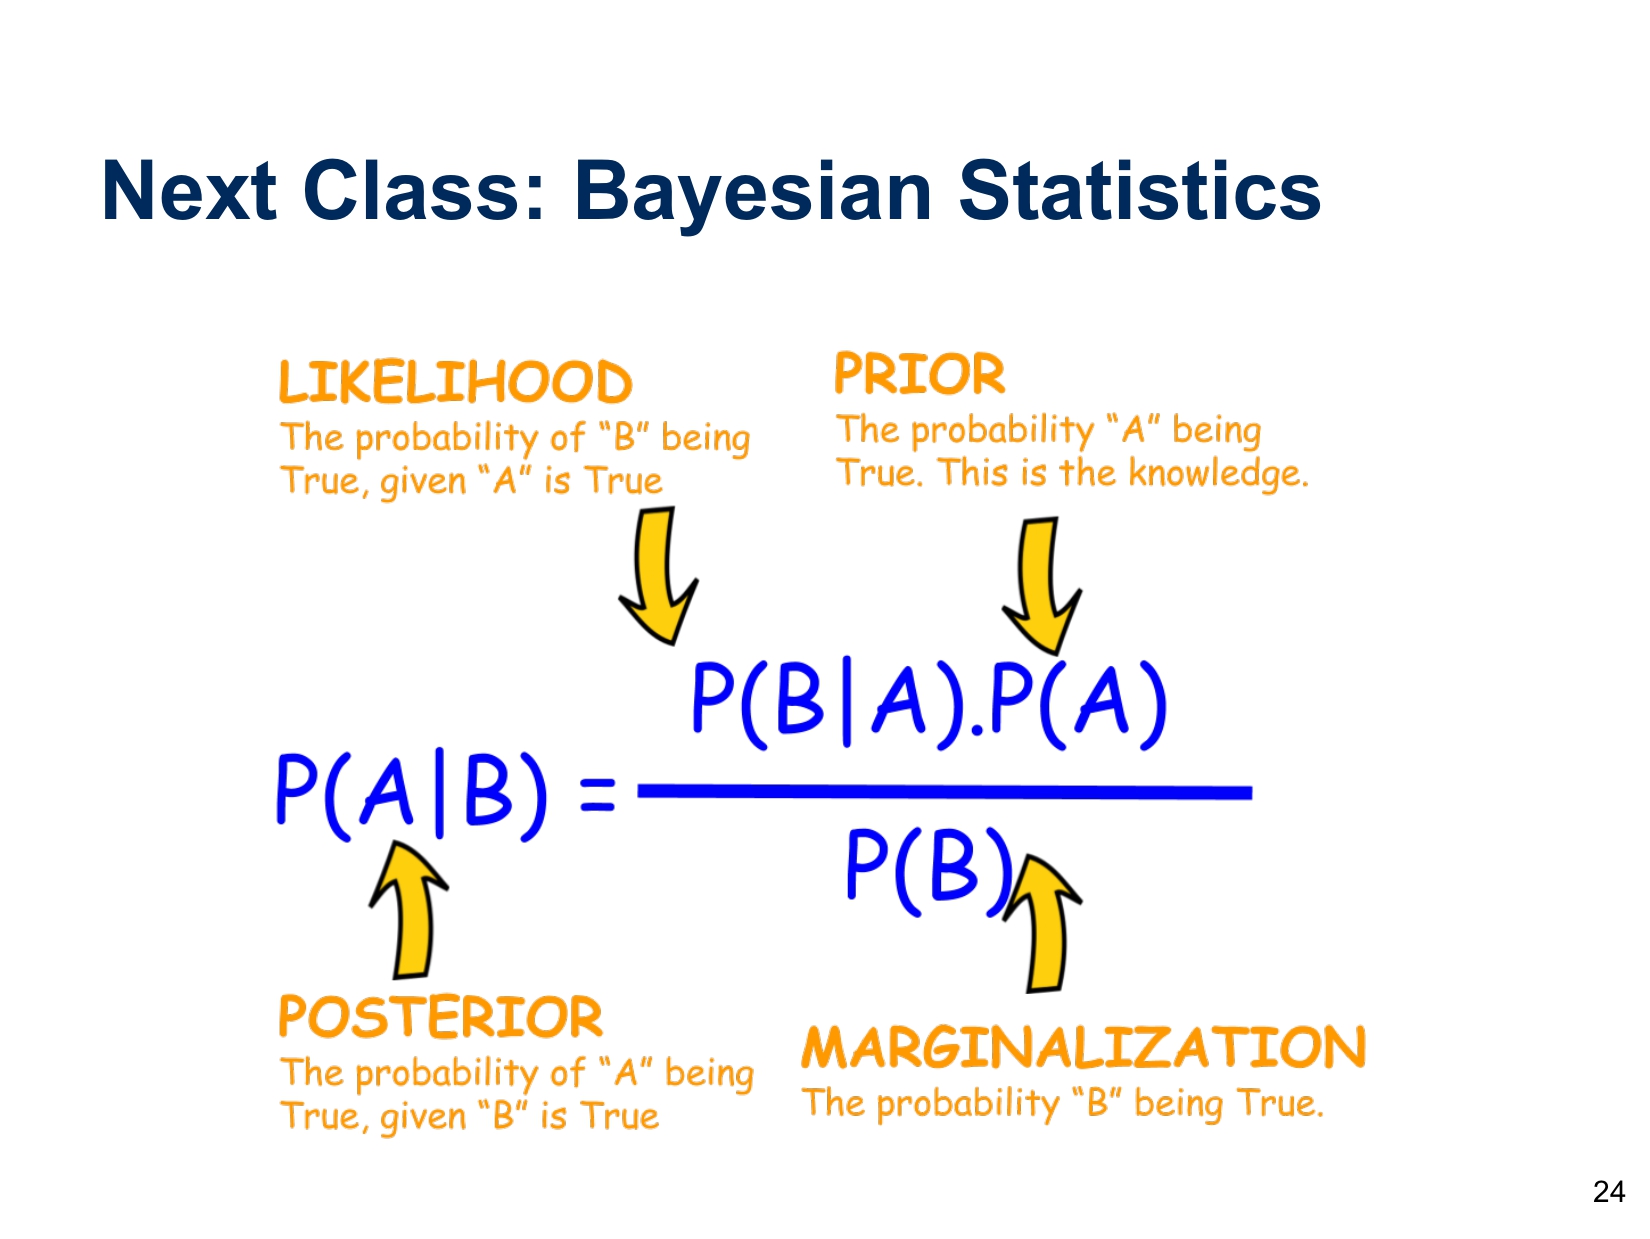 Next Class: Bayesian Statistics
LIKELIHOOD
The probability of “B” being
True, given “A” is True
PRIOR
The probability “A” being
True. This is the knowledge.
P(A|B) =
P(B|A).P(A)
P(B)
POSTERIOR
The probability of “A” being
True, given “B” is True
MARGINALIZATION
The probability “B” being True.
24